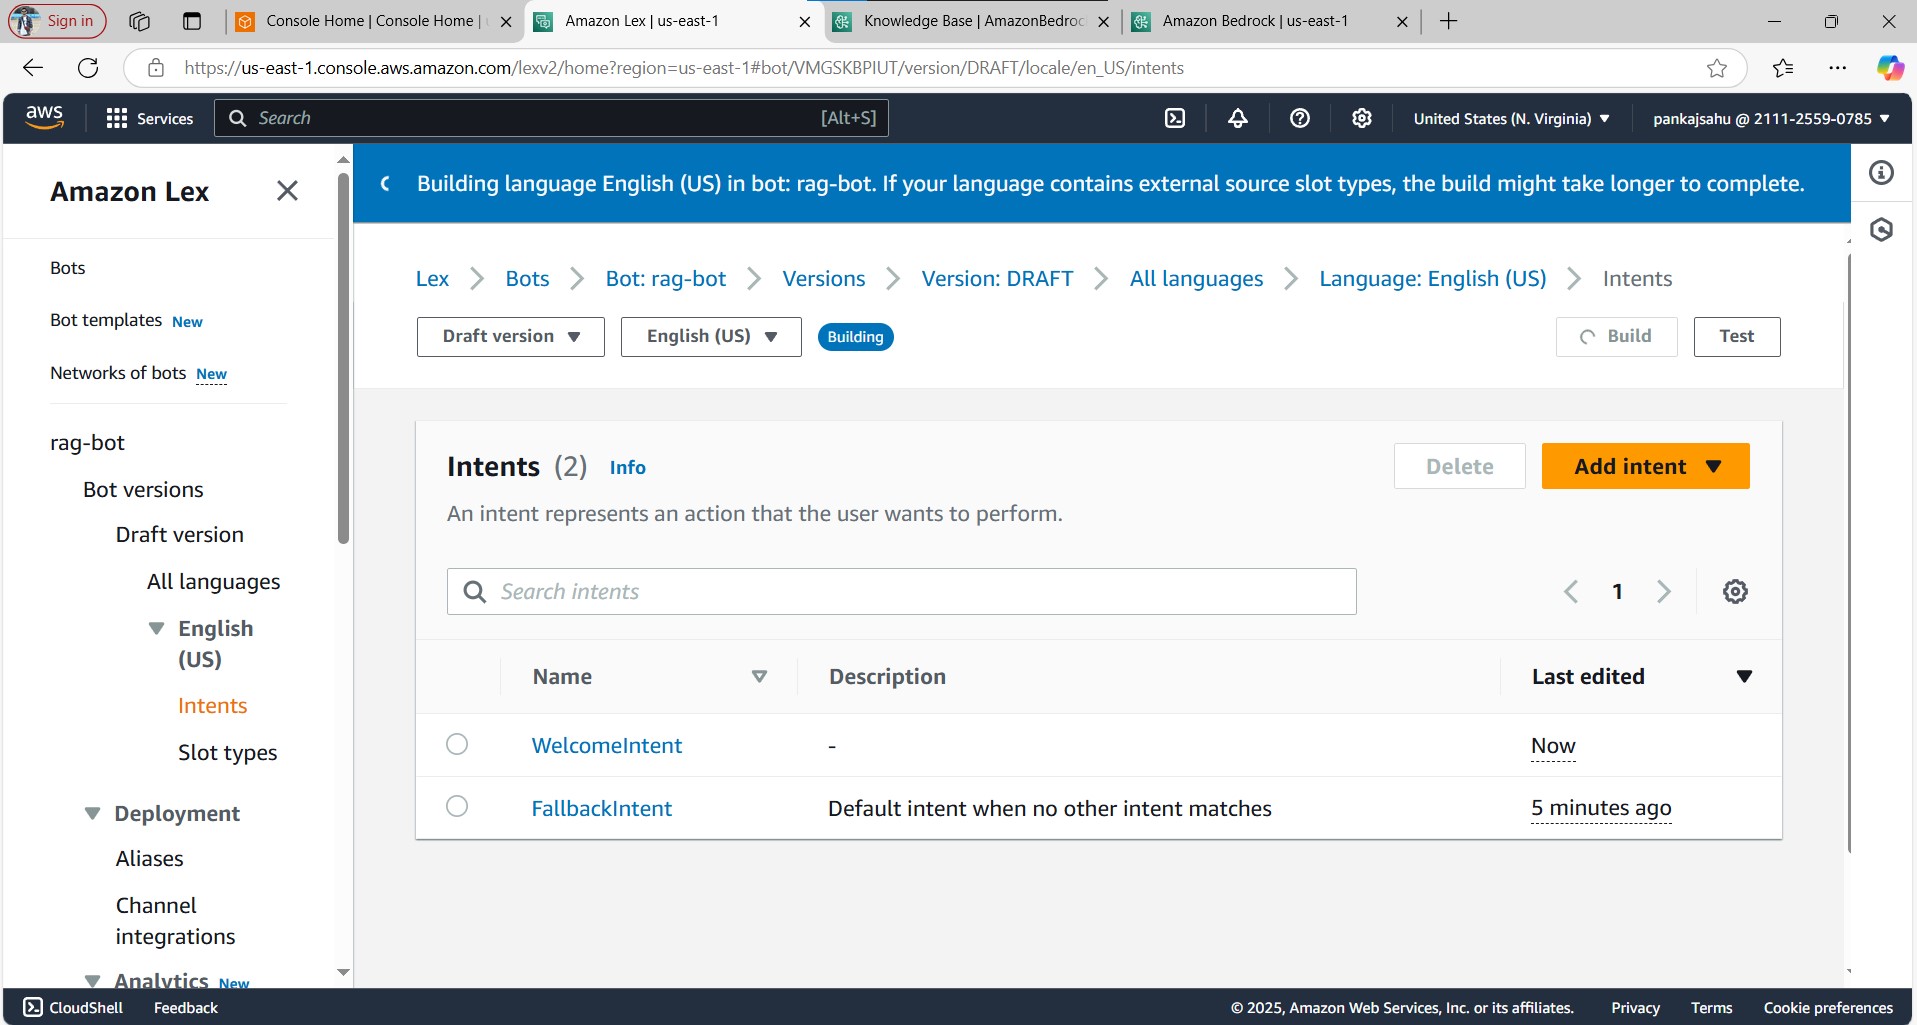 Sign in
Console Home | Console Home |
Amazon Lex | us-east-1
Knowledge Base | AmazonBedroc
Amazon Bedrock | us-east-1
https://us-east-1.console.aws.amazon.com/lexv2/home?region=us-east-1#bot/VMGSKBPIUT/version/DRAFT/locale/en_US/intents
aws
Services
Search
[Alt+S]
United States (N. Virginia)
pankajsahu @ 2111-2559-0785
Amazon Lex
Bots
Bot templates New
Networks of bots New
rag-bot
Bot versions
Draft version
All languages
English
(US)
Intents
Slot types
Deployment
Aliases
Channel
integrations
Analytics New
Building language English (US) in bot: rag-bot. If your language contains external source slot types, the build might take longer to complete.
Lex
Bots
Bot: rag-bot
Versions
Version: DRAFT
All languages
Language: English (US)
Intents
Draft version
English (US)
Building
Build
Test
Intents (2) Info
Delete
Add intent
An intent represents an action that the user wants to perform.
Search intents
1
Name
Description
Last edited
WelcomeIntent
-
Now
FallbackIntent
Default intent when no other intent matches
5 minutes ago
CloudShell
Feedback
© 2025, Amazon Web Services, Inc. or its affiliates.
Privacy
Terms
Cookie preferences